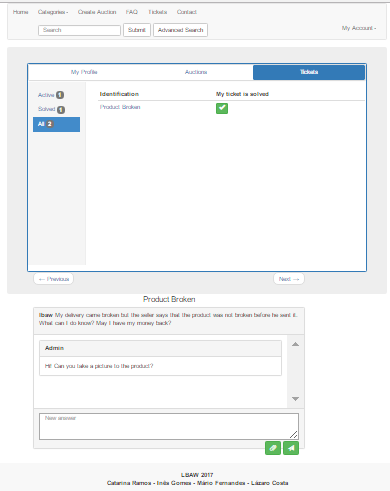 Home Categories Create Auction FAQ Tickets Contact
Search Submit Advanced Search My Account
My Profile Auctions Tickets
Active 1
Solved 1
All 2
Identification My ticket is solved
Product Broken
← Previous Next →
Product Broken
lbaw My delivery came broken but the seller says that the product was not broken before he sent it.
What can I do know? May I have my money back?
Admin
Hi! Can you take a picture to the product?
New answer
LBAW 2017
Catarina Ramos - Inês Gomes - Mário Fernandes - Lázaro Costa